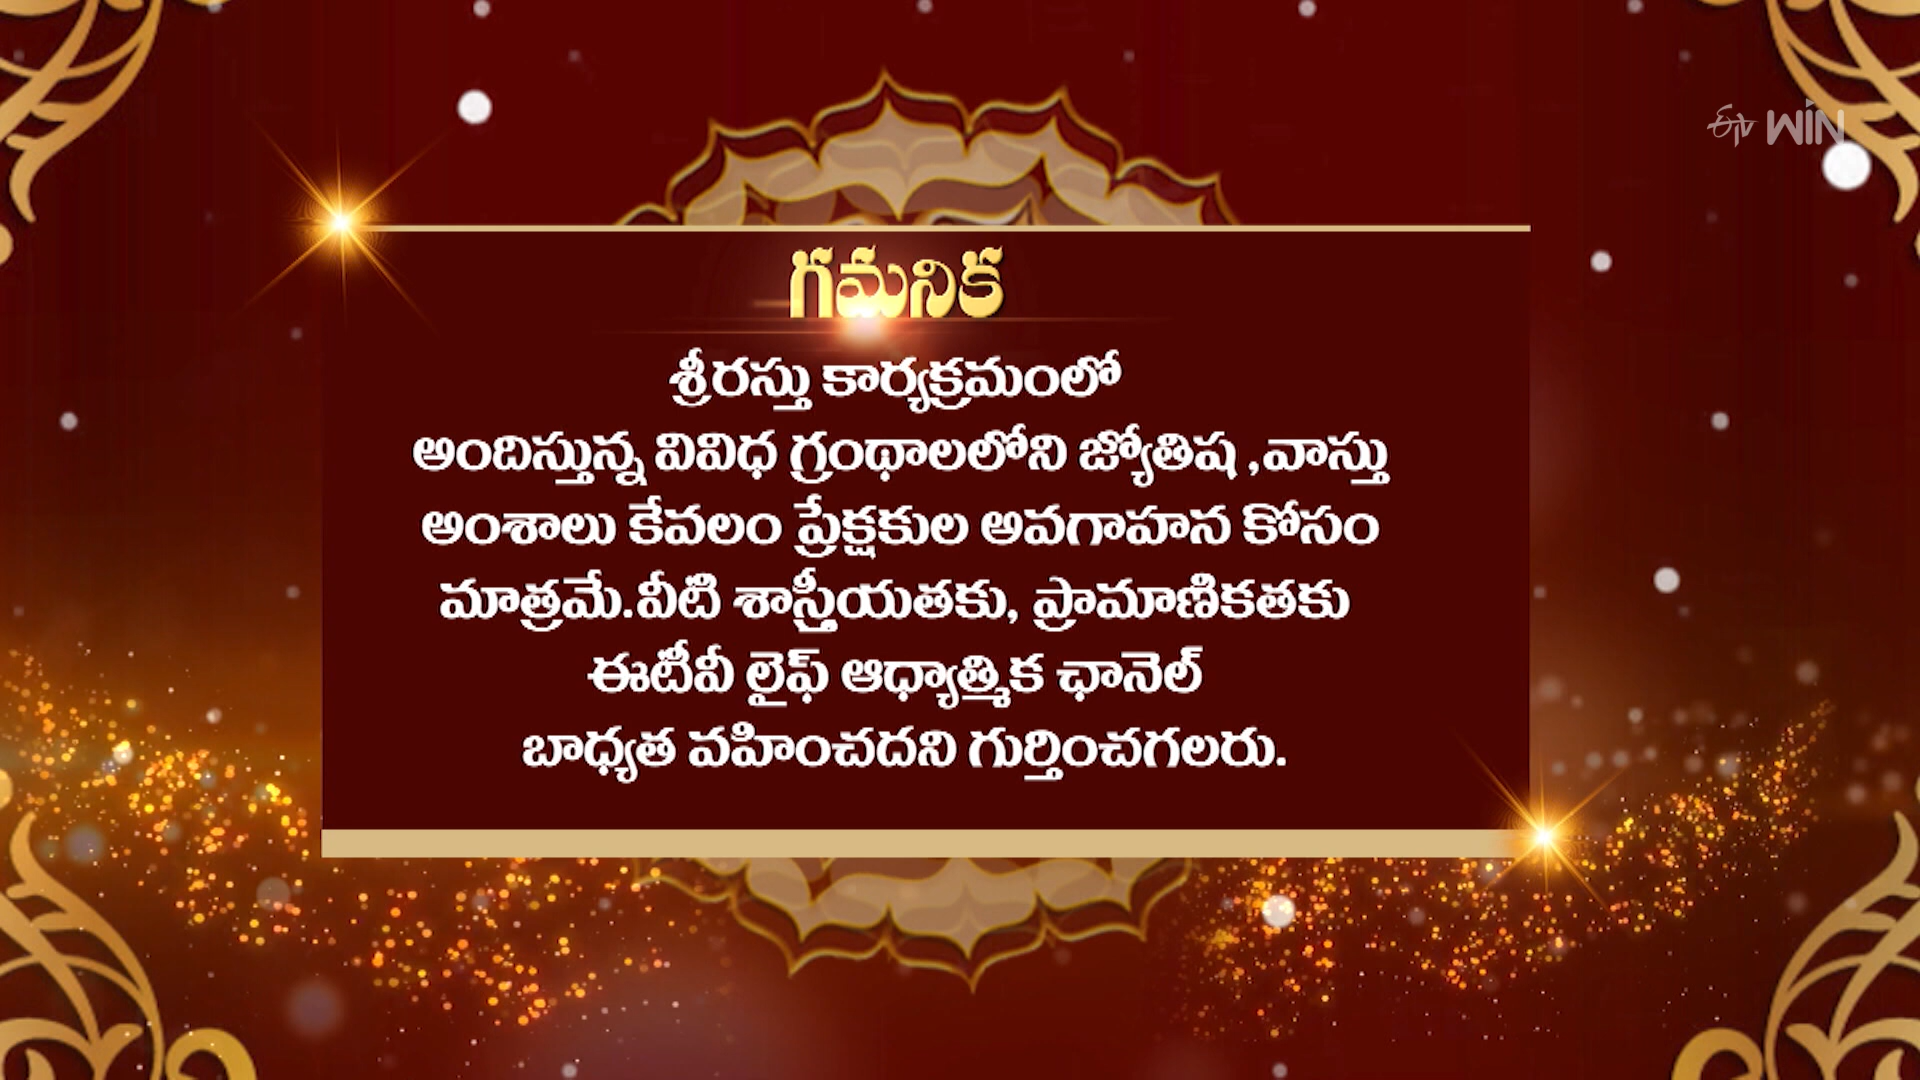 ఈటీవీ WIN
గమనిక
శ్రీరస్తు కార్యక్రమంలో
అందిస్తున్న వివిధ గ్రంథాలలోని జ్యోతిష ,వాస్తు
అంశాలు కేవలం ప్రేక్షకుల అవగాహన కోసం
మాత్రమే.వీటి శాస్త్రీయతకు, ప్రామాణికతకు
ఈటీవీ లైఫ్ ఆధ్యాత్మిక ఛానెల్
బాధ్యత వహించదని గుర్తించగలరు.